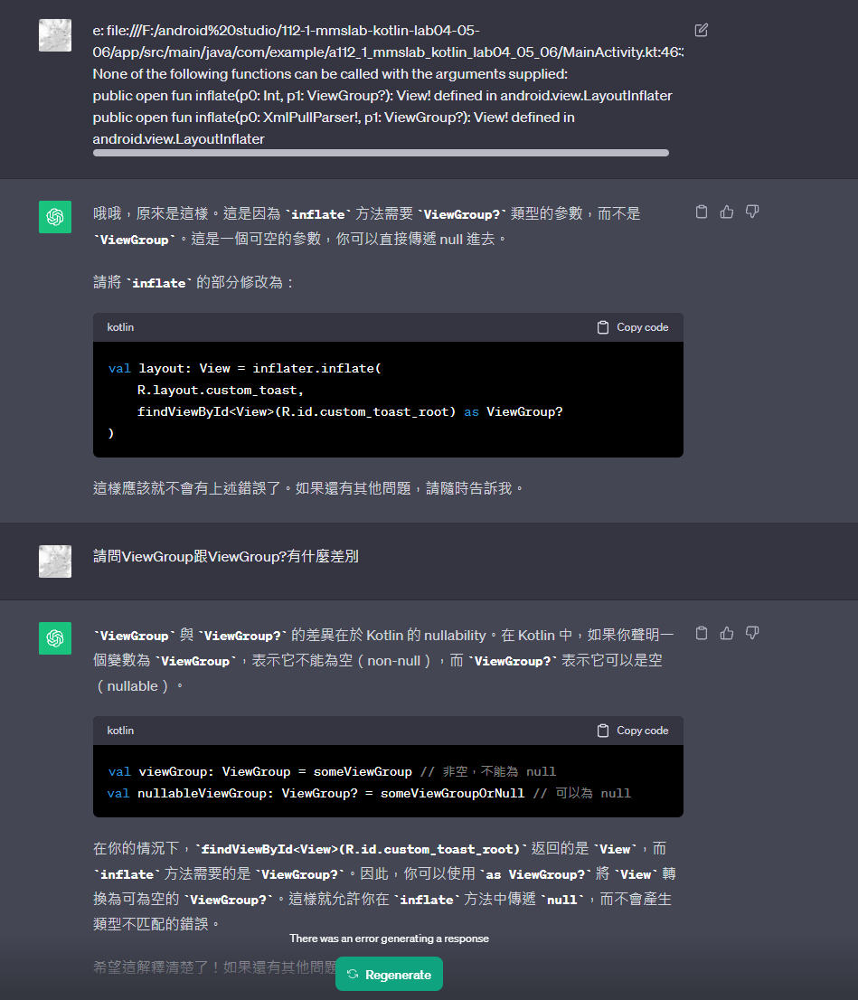 e: file:///F:/android%20studio/112-1-mmslab-kotlin-lab04-05-
06/app/src/main/java/com/example/a112_1_mmslab_kotlin_lab04_05_06/MainActivity.kt:46:
None of the following functions can be called with the arguments supplied:
public open fun inflate(p0: Int, p1: ViewGroup?): View! defined in android.view.LayoutInflater
public open fun inflate(p0: XmlPullParser!, p1: ViewGroup?): View! defined in
android.view.LayoutInflater
哦哦，原來是這樣。這是因為 `inflate` 方法需要 `ViewGroup?` 類型的參數，而不是
`ViewGroup`。這是一個可空的參數，你可以直接傳遞 null 進去。
請將 `inflate` 的部分修改為：
kotlin Copy code
val layout: View = inflater.inflate(
    R.layout.custom_toast,
    findViewById<View>(R.id.custom_toast_root) as ViewGroup?
)
這樣應該就不會有上述錯誤了。如果還有其他問題，請隨時告訴我。
請問ViewGroup跟ViewGroup?有什麼差別
`ViewGroup` 與 `ViewGroup?` 的差異在於 Kotlin 的 nullability。在 Kotlin 中，如果你聲明一
個變數為 `ViewGroup`，表示它不能為空（non-null），而 `ViewGroup?` 表示它可以是空
（nullable）。
kotlin Copy code
val viewGroup: ViewGroup = someViewGroup // 非空，不能為 null
val nullableViewGroup: ViewGroup? = someViewGroupOrNull // 可以為 null
在你的情況下，`findViewById<View>(R.id.custom_toast_root)` 返回的是 `View`，而
`inflate` 方法需要的是 `ViewGroup?`。因此，你可以使用 `as ViewGroup?` 將 `View` 轉
換為可為空的 `ViewGroup?`。這樣就允許你在 `inflate` 方法中傳遞 `null`，而不會產生
類型不匹配的錯誤。
There was an error generating a response
希望這解釋清楚了！如果還有其他問題
Regenerate